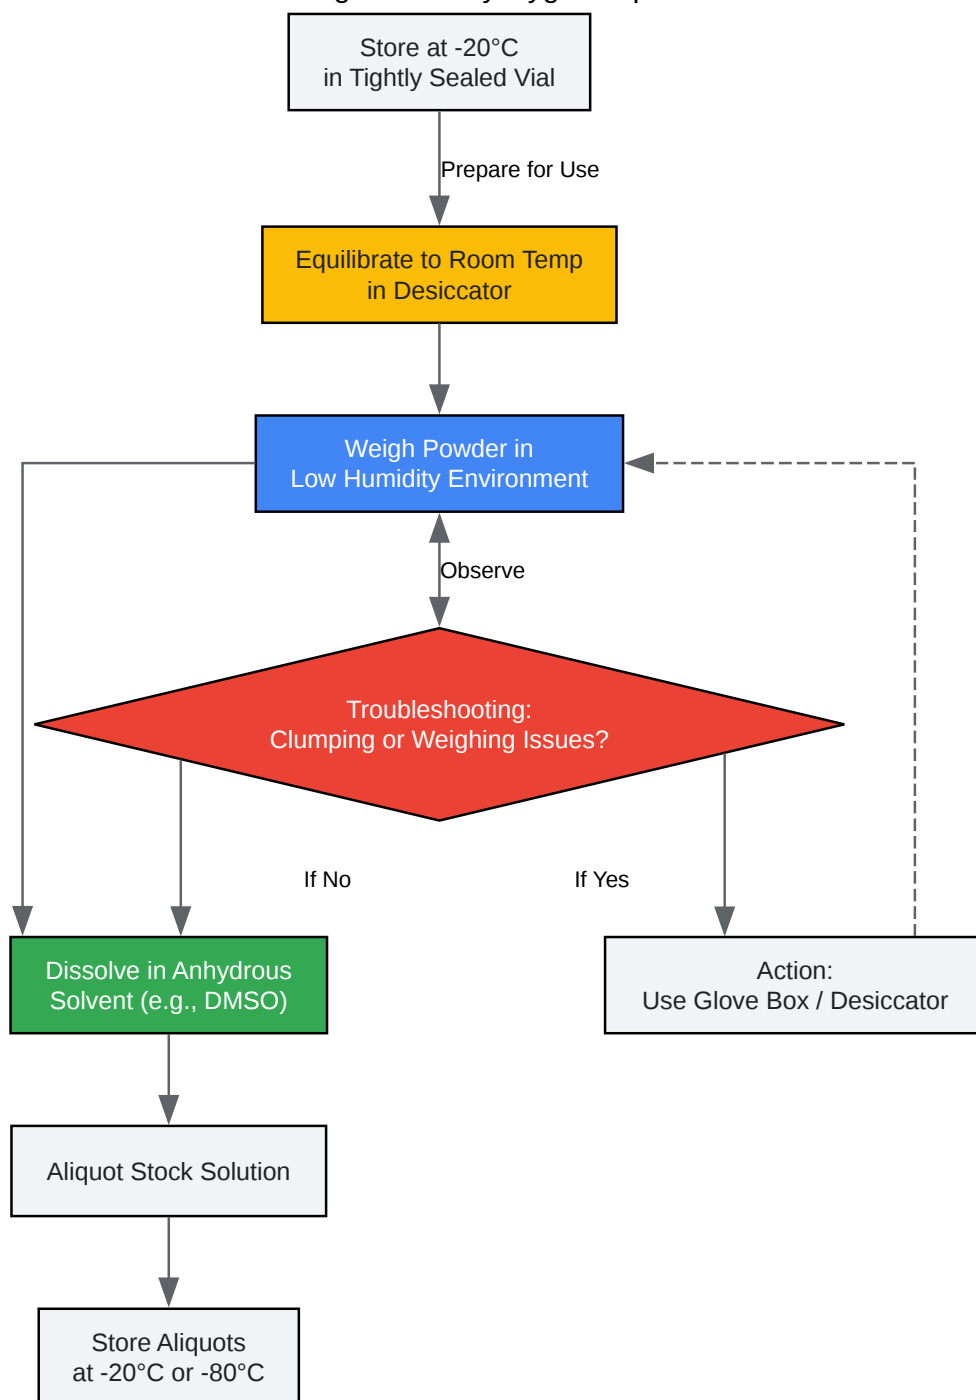 Store at -20°C
in Tightly Sealed Vial
Prepare for Use
Equilibrate to Room Temp
in Desiccator
Weigh Powder in
Low Humidity Environment
Observe
Troubleshooting:
Clumping or Weighing Issues?
If No
If Yes
Dissolve in Anhydrous
Solvent (e.g., DMSO)
Action:
Use Glove Box / Desiccator
Aliquot Stock Solution
Store Aliquots
at -20°C or -80°C